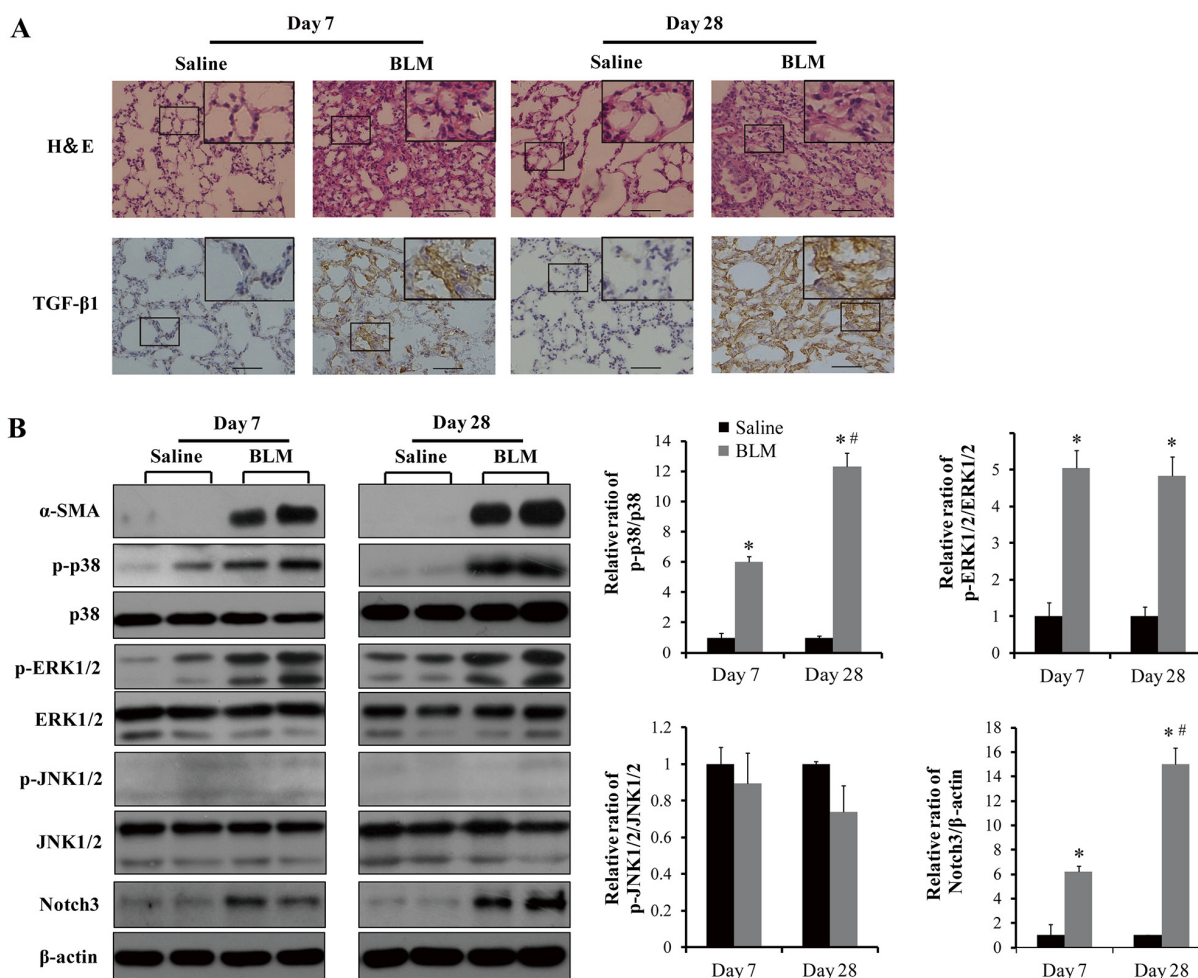 A
Day 7
Day 28
Saline
BLM
Saline
BLM
H&E
TGF-β1
B
Day 7
Day 28
Saline
BLM
Saline
BLM
α-SMA
p-p38
p38
p-ERK1/2
ERK1/2
p-JNK1/2
JNK1/2
Notch3
β-actin
Saline
BLM
Relative ratio of
p-p38/p38
14
12
10
8
6
4
2
0
*
* #
Day 7
Day 28
Relative ratio of
p-ERK1/2/ERK1/2
6
5
4
3
2
1
0
*
*
Day 7
Day 28
Relative ratio of
p-JNK1/2/JNK1/2
1.2
1
0.8
0.6
0.4
0.2
0
Day 7
Day 28
Relative ratio of
Notch3/β-actin
18
16
14
12
10
8
6
4
2
0
*
* #
Day 7
Day 28